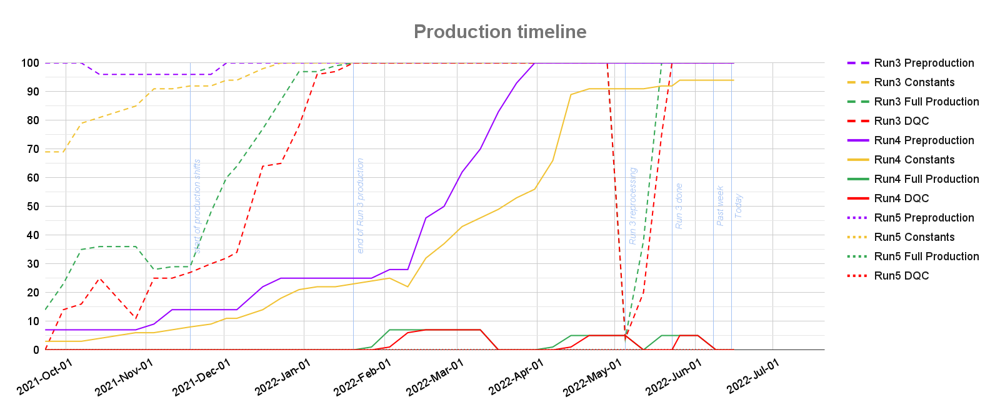 Production timeline
100
90
80
70
60
50
40
30
20
10
0
2021-Oct-01
2021-Nov-01
2021-Dec-01
2022-Jan-01
2022-Feb-01
2022-Mar-01
2022-Apr-01
2022-May-01
2022-Jun-01
2022-Jul-01
start of production shifts
end of Run 3 production
Run 3 reprocessing
Run 3 done
Past week
Today
Run3 Preproduction
Run3 Constants
Run3 Full Production
Run3 DQC
Run4 Preproduction
Run4 Constants
Run4 Full Production
Run4 DQC
Run5 Preproduction
Run5 Constants
Run5 Full Production
Run5 DQC